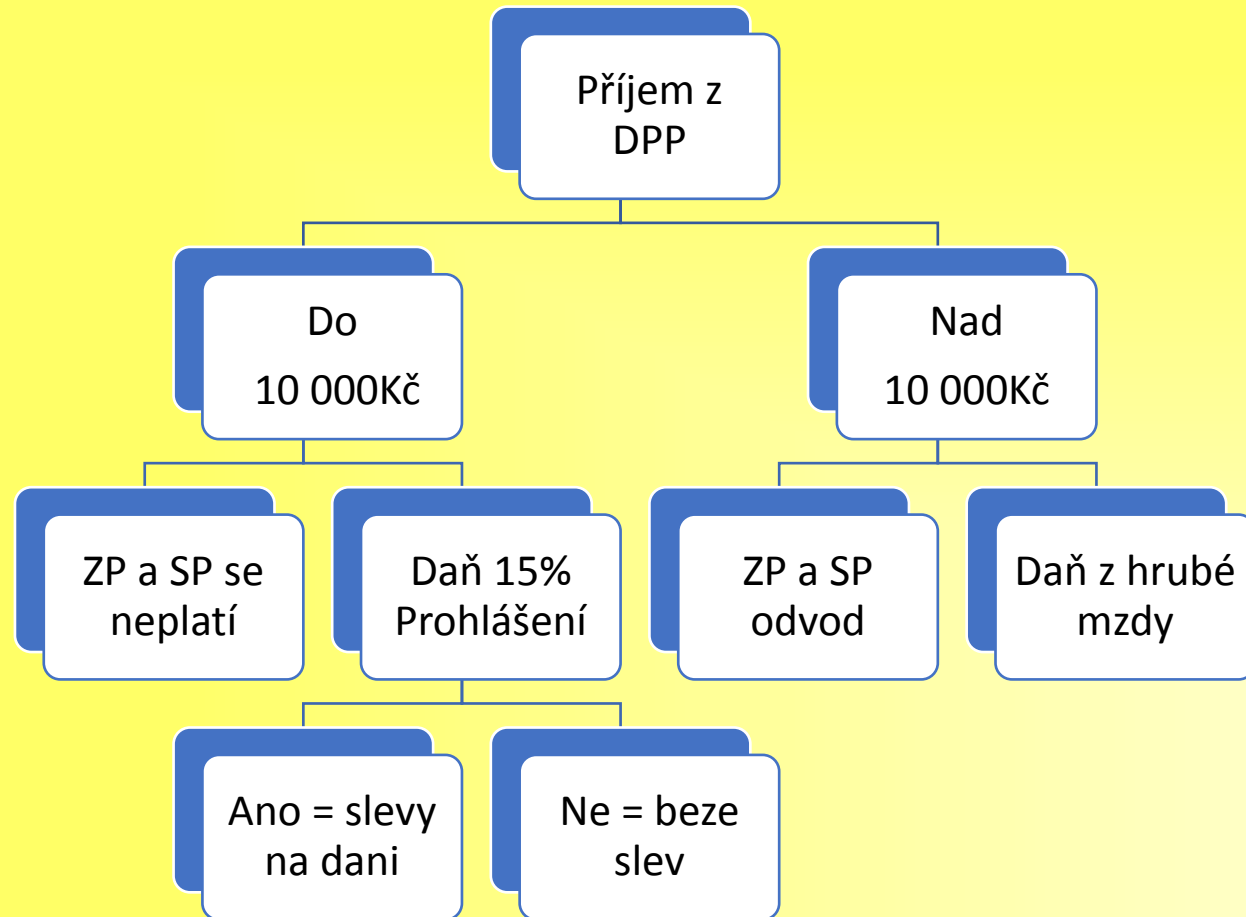 Příjem z
DPP
Do
10 000Kč
Nad
10 000Kč
ZP a SP se
neplatí
Daň 15%
Prohlášení
ZP a SP
odvod
Daň z hrubé
mzdy
Ano = slevy
na dani
Ne = beze
slev